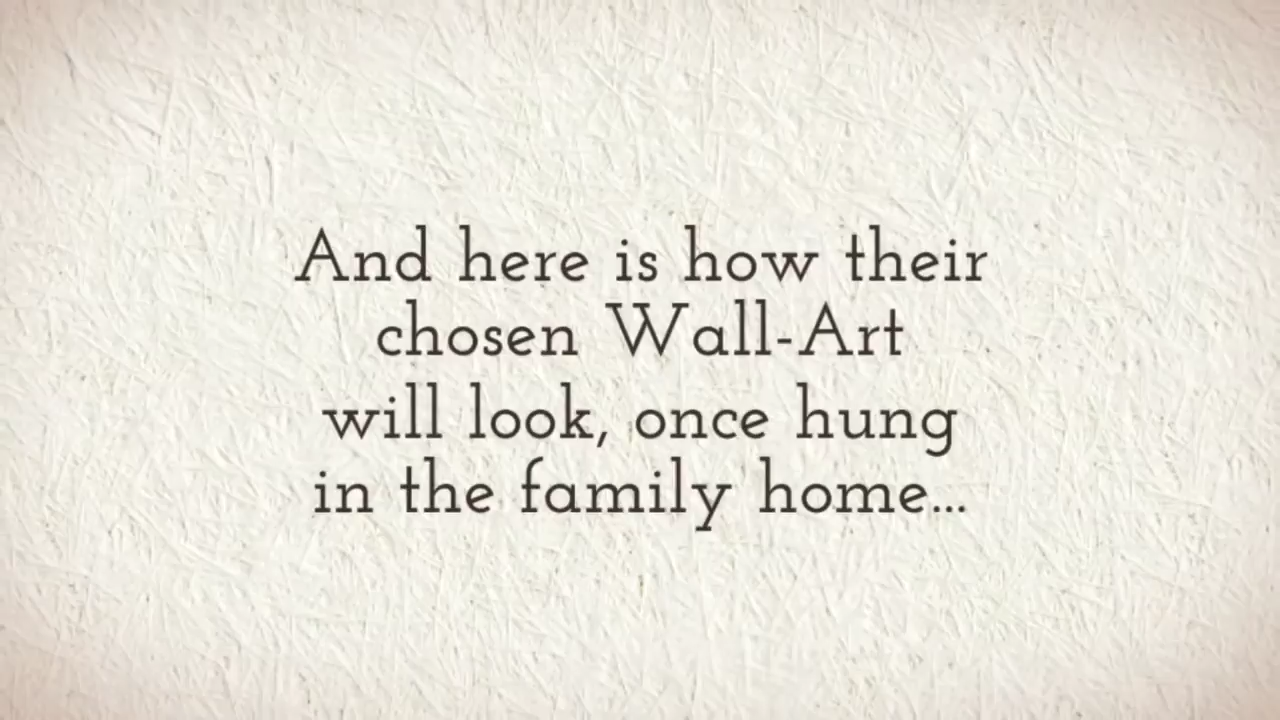 And here is how their
chosen Wall-Art
will look, once hung
in the family home...